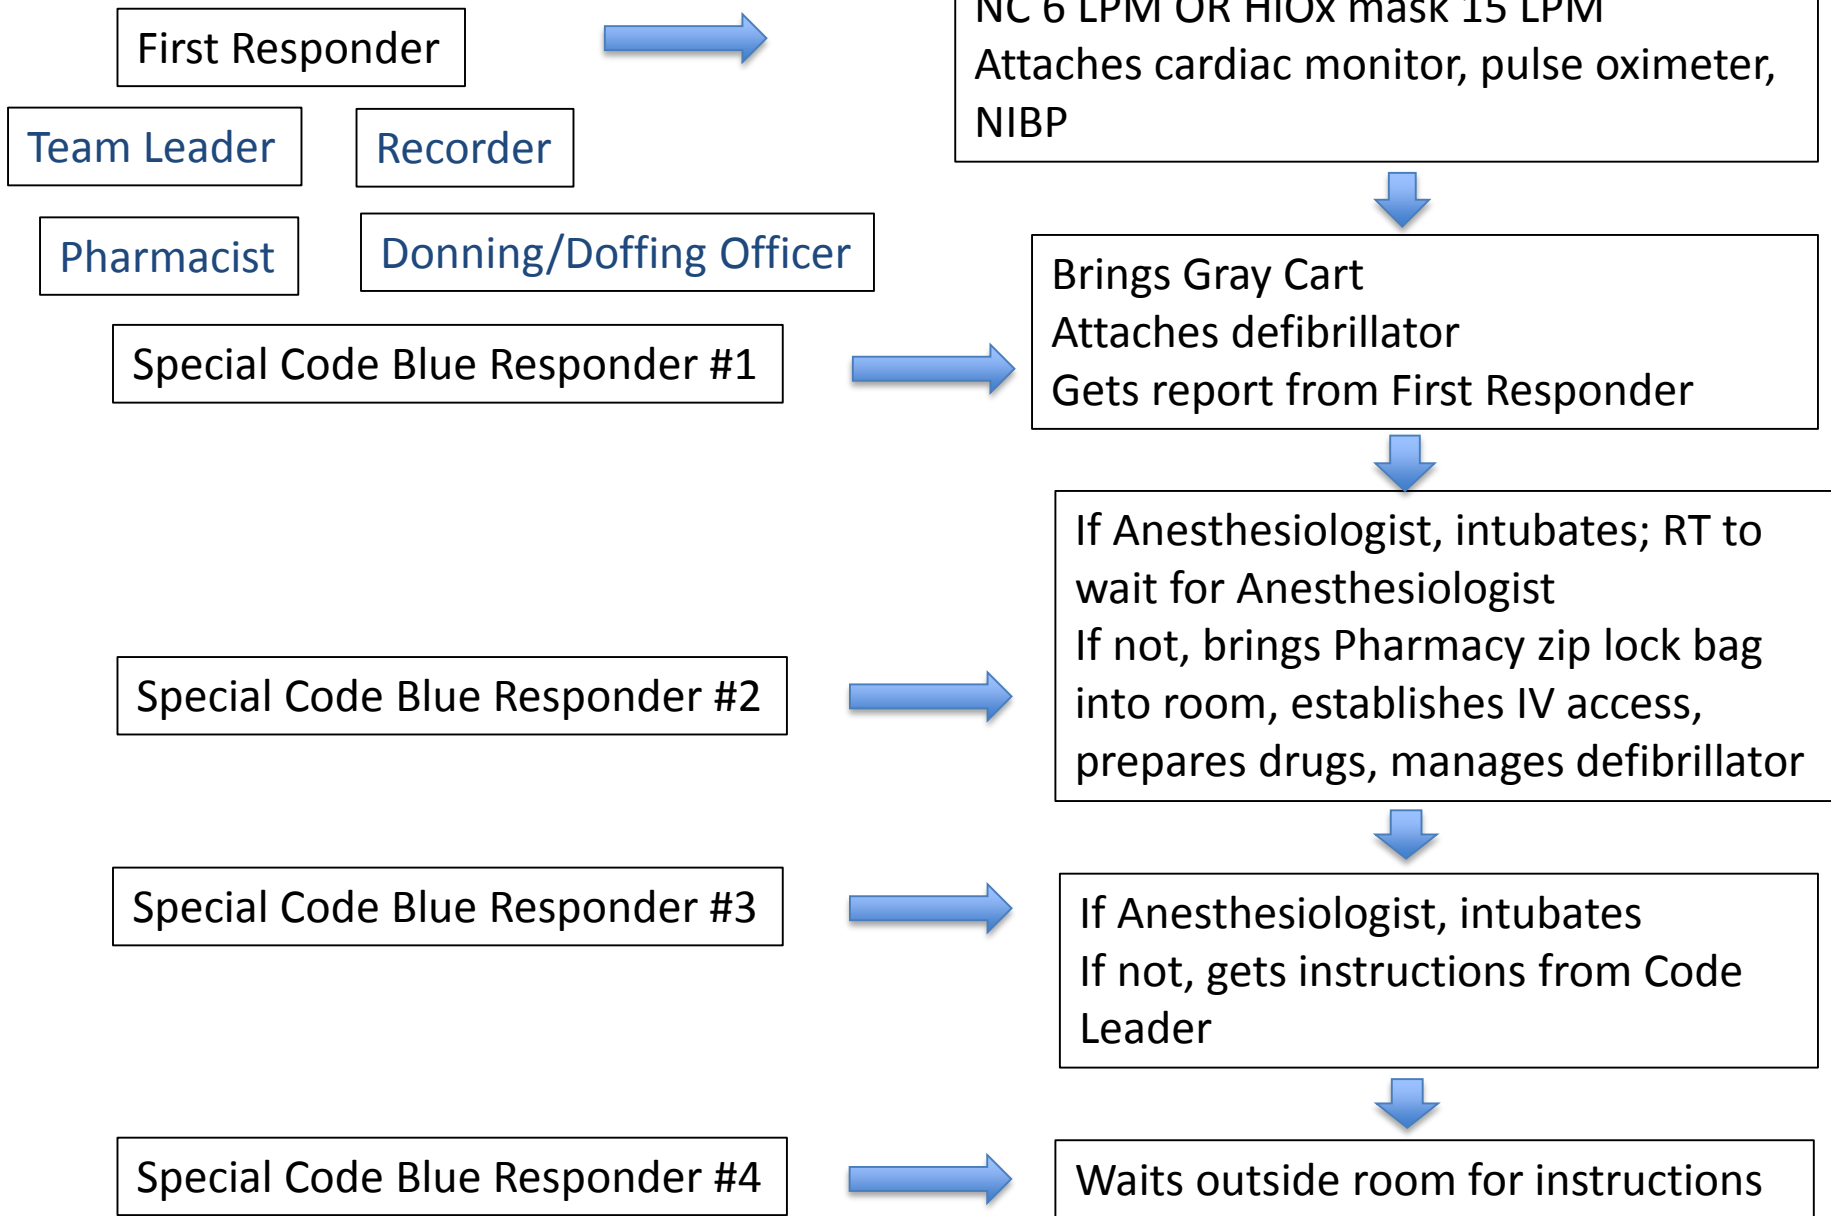 NC 6 LPM OR HiOx mask 15 LPM
First Responder
Attaches cardiac monitor, pulse oximeter,
NIBP
Team Leader
Recorder
Pharmacist
Donning/Doffing Officer
Brings Gray Cart
Attaches defibrillator
Gets report from First Responder
Special Code Blue Responder #1
If Anesthesiologist, intubates; RT to
wait for Anesthesiologist
If not, brings Pharmacy zip lock bag
into room, establishes IV access,
prepares drugs, manages defibrillator
Special Code Blue Responder #2
Special Code Blue Responder #3
If Anesthesiologist, intubates
If not, gets instructions from Code
Leader
Special Code Blue Responder #4
Waits outside room for instructions